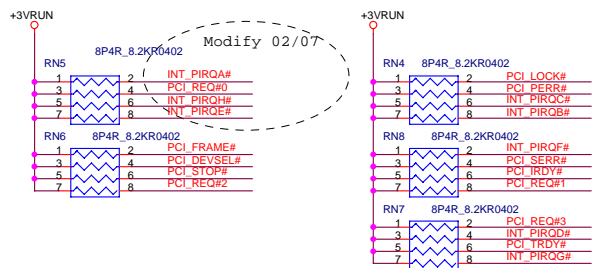 +3VRUN
8P4R_8.2KR0402
Modify 02/07
RN5
1 2 INT_PIRQA#
3 4 PCI_REQ#0
5 6 INT_PIRQH#
7 8 INT_PIRQE#
RN6 8P4R_8.2KR0402
1 2 PCI_FRAME#
3 4 PCI_DEVSEL#
5 6 PCI_STOP#
7 8 PCI_REQ#2
+3VRUN
RN4 8P4R_8.2KR0402
1 2 PCI_LOCK#
3 4 PCI_PERR#
5 6 INT_PIRQC#
7 8 INT_PIRQB#
RN8 8P4R_8.2KR0402
1 2 INT_PIRQF#
3 4 PCI_SERR#
5 6 PCI_IRDY#
7 8 PCI_REQ#1
RN7 8P4R_8.2KR0402
1 2 PCI_REQ#3
3 4 INT_PIRQD#
5 6 PCI_TRDY#
7 8 INT_PIRQG#